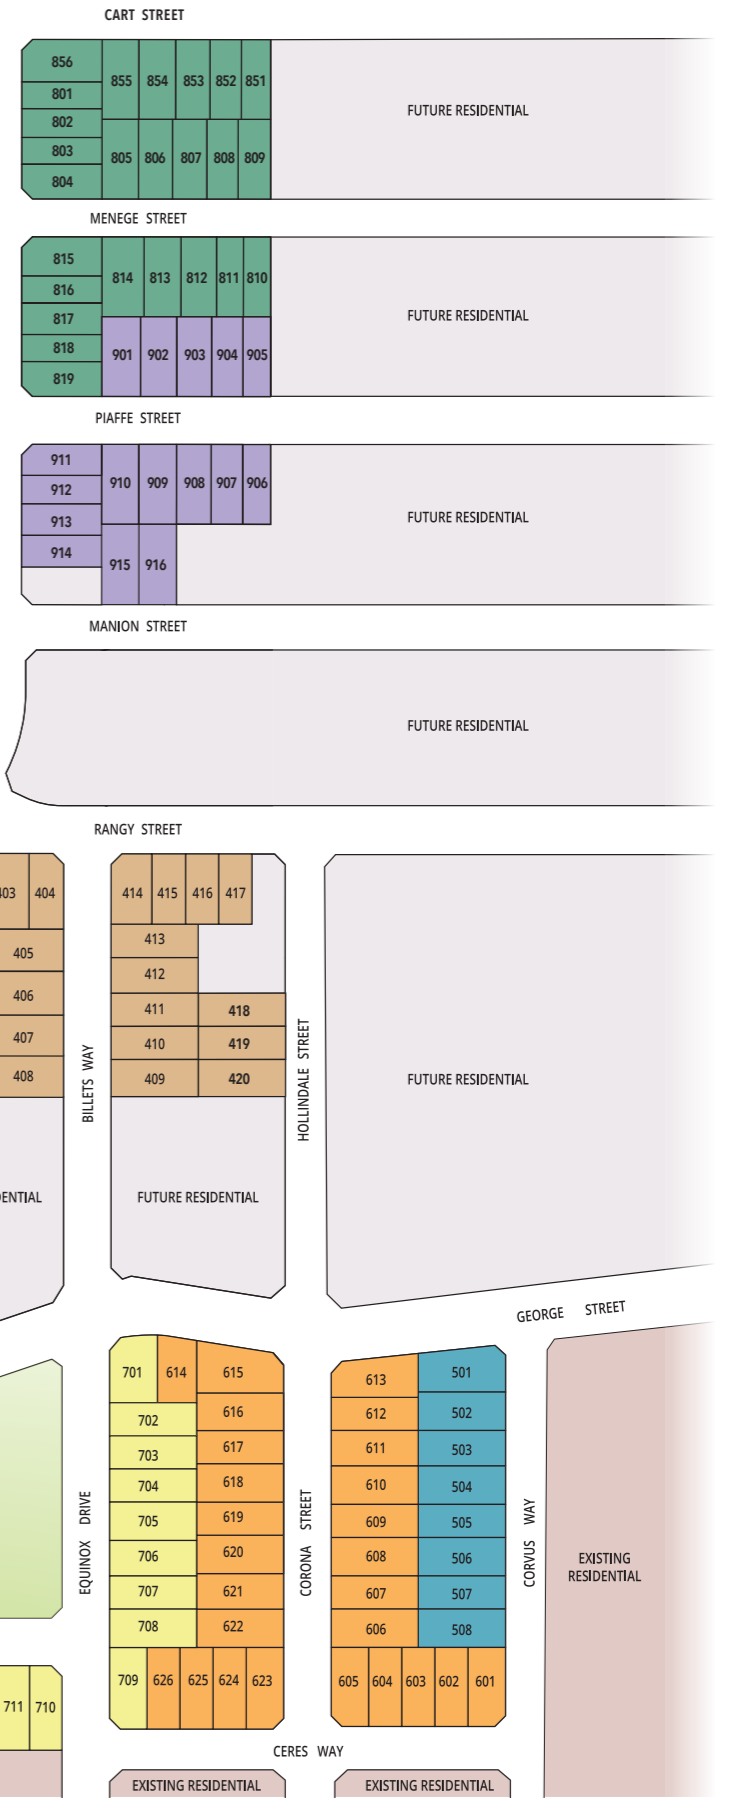 CART STREET
856
855 854 853 852 851
801
802
803
804
805 806 807 808 809
FUTURE RESIDENTIAL
MENEGE STREET
815
814 813 812 811 810
816
817
818
819
901 902 903 904 905
FUTURE RESIDENTIAL
PIAFFE STREET
911
910 909 908 907 906
912
913
914
915 916
FUTURE RESIDENTIAL
MANION STREET
FUTURE RESIDENTIAL
RANGY STREET
03 404
405
406
407
408
ENTIAL
BILLETS WAY
414 415 416 417
413
412
411 418
410 419
409 420
FUTURE RESIDENTIAL
HOLLINDALE STREET
FUTURE RESIDENTIAL
GEORGE STREET
701 614 615
702 616
703 617
704 618
705 619
706 620
707 621
708 622
709 626 625 624 623
EQUINOX DRIVE
711 710
CORONA STREET
613 501
612 502
611 503
610 504
609 505
608 506
607 507
606 508
605 604 603 602 601
CORVUS WAY
EXISTING
RESIDENTIAL
CERES WAY
EXISTING RESIDENTIAL
EXISTING RESIDENTIAL